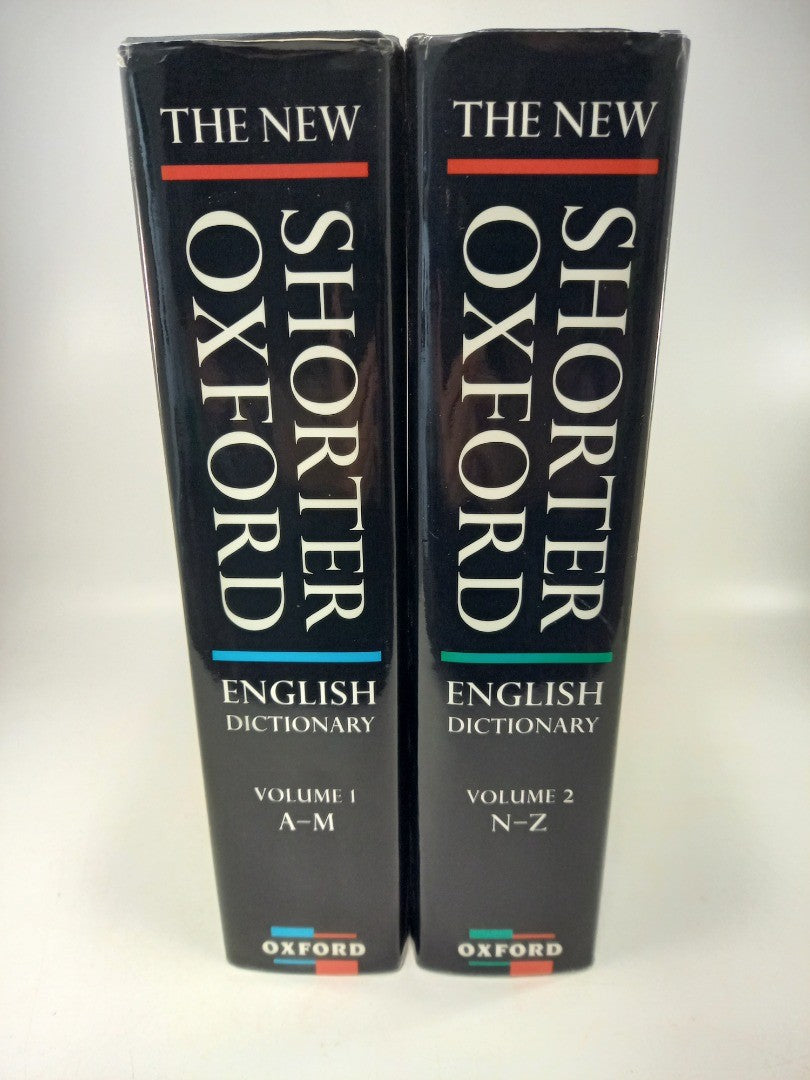 THE NEW
SHORTER
OXFORD
ENGLISH
DICTIONARY
VOLUME 1
A–M
OXFORD
THE NEW
SHORTER
OXFORD
ENGLISH
DICTIONARY
VOLUME 2
N–Z
OXFORD